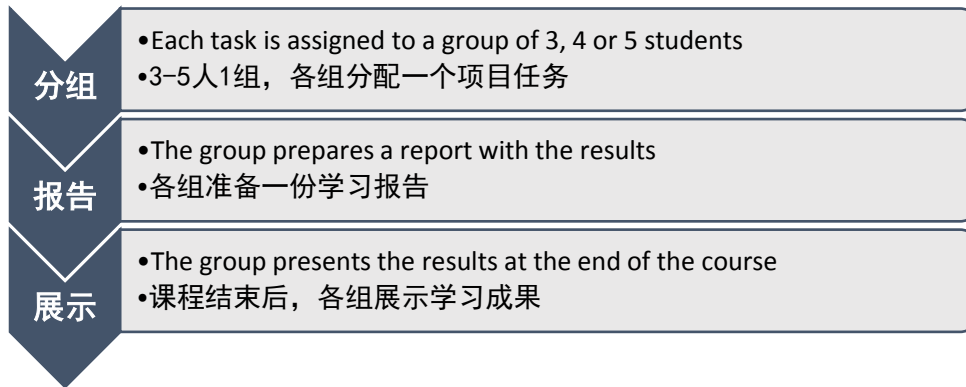 分组
•Each task is assigned to a group of 3, 4 or 5 students
•3-5人1组，各组分配一个项目任务
报告
•The group prepares a report with the results
•各组准备一份学习报告
展示
•The group presents the results at the end of the course
•课程结束后，各组展示学习成果